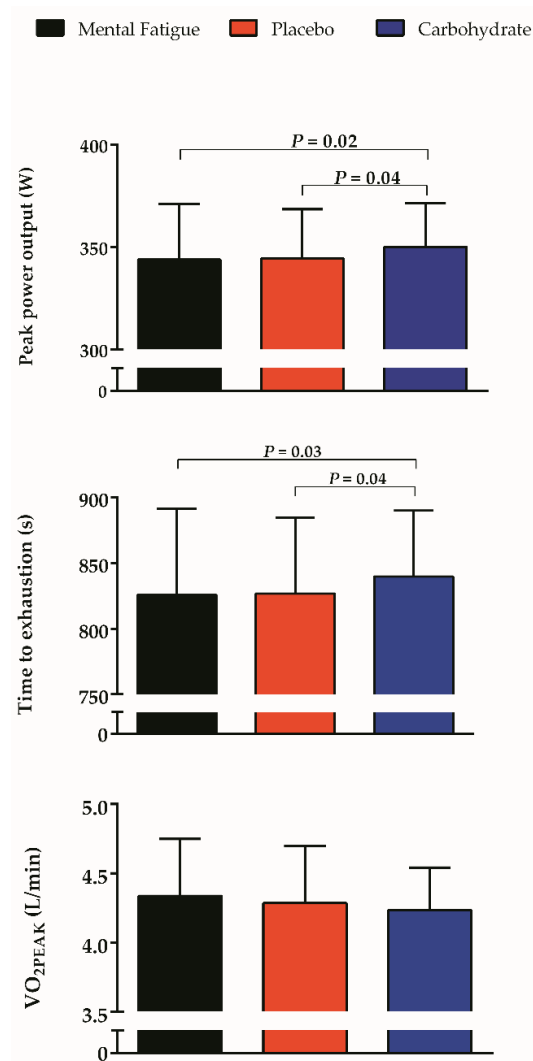 Mental Fatigue Placebo Carbohydrate
Peak power output (W)
400
350
300
0
P = 0.02
P = 0.04
Time to exhaustion (s)
900
850
800
750
0
P = 0.03
P = 0.04
VO2PEAK (L/min)
5.0
4.5
4.0
3.5
0